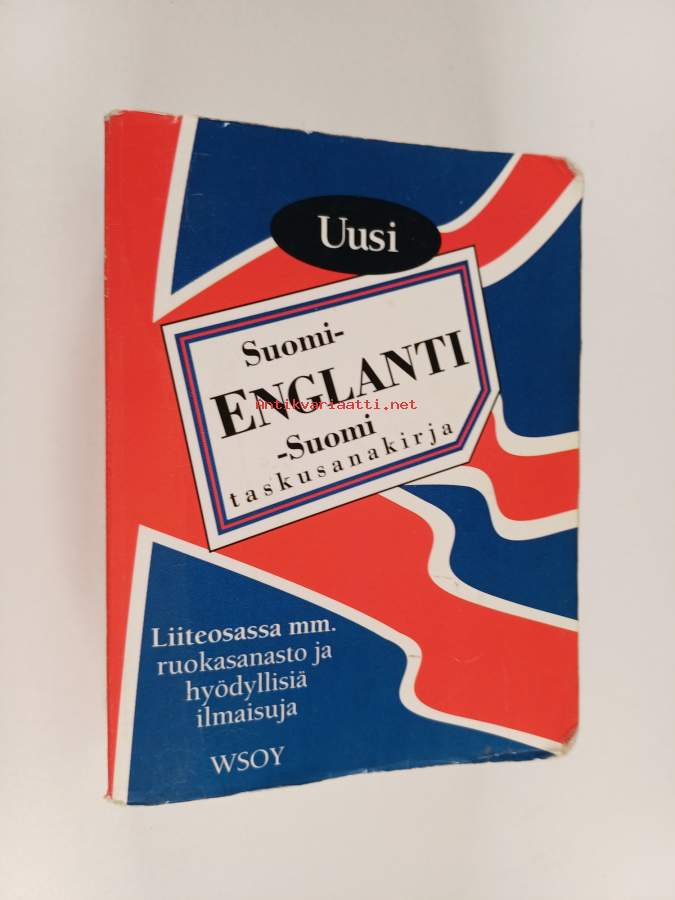 Uusi
Suomi-
ENGLANTI
Antikvariaatti.net
-Suomi
taskusanakirja
Liiteosassa mm.
ruokasanasto ja
hyödyllisiä
ilmaisuja
WSOY